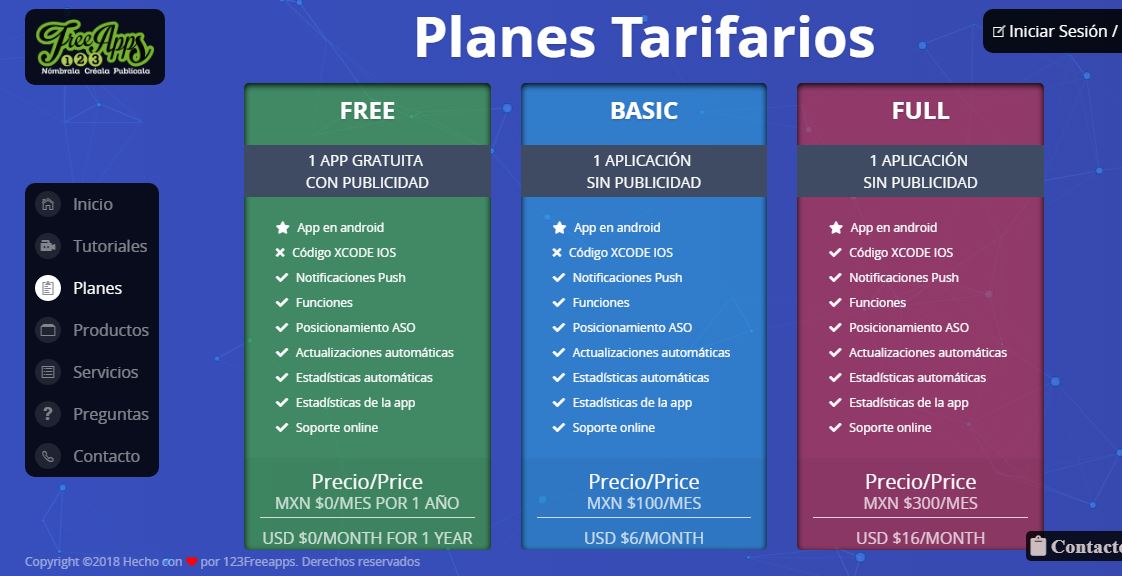 FreeApps
123
Nómbrala Créala Publícala
Planes Tarifarios
Iniciar Sesión /
Inicio
Tutoriales
Planes
Productos
Servicios
Preguntas
Contacto
FREE
1 APP GRATUITA
CON PUBLICIDAD
App en android
Código XCODE IOS
Notificaciones Push
Funciones
Posicionamiento ASO
Actualizaciones automáticas
Estadísticas automáticas
Estadísticas de la app
Soporte online
Precio/Price
MXN $0/MES POR 1 AÑO
USD $0/MONTH FOR 1 YEAR
BASIC
1 APLICACIÓN
SIN PUBLICIDAD
App en android
Código XCODE IOS
Notificaciones Push
Funciones
Posicionamiento ASO
Actualizaciones automáticas
Estadísticas automáticas
Estadísticas de la app
Soporte online
Precio/Price
MXN $100/MES
USD $6/MONTH
FULL
1 APLICACIÓN
SIN PUBLICIDAD
App en android
Código XCODE IOS
Notificaciones Push
Funciones
Posicionamiento ASO
Actualizaciones automáticas
Estadísticas automáticas
Estadísticas de la app
Soporte online
Precio/Price
MXN $300/MES
USD $16/MONTH
Contacto
Copyright ©2018 Hecho con ❤ por 123Freeapps. Derechos reservados